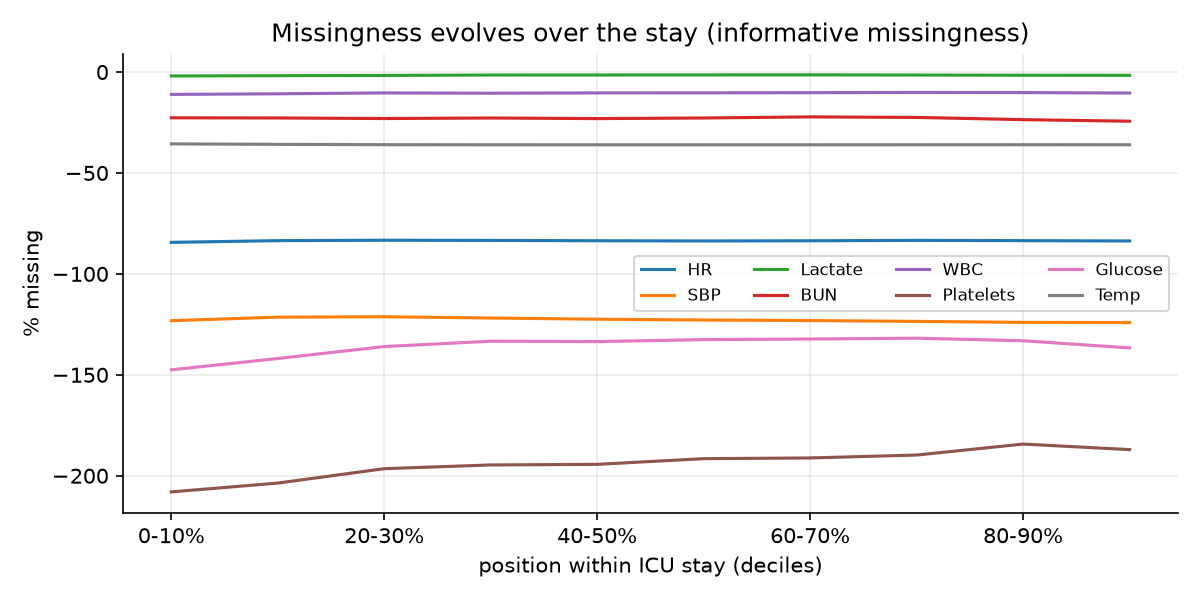 Missingness evolves over the stay (informative missingness)
% missing
0
−50
−100
−150
−200
HR Lactate WBC Glucose
SBP BUN Platelets Temp
0-10% 20-30% 40-50% 60-70% 80-90%
position within ICU stay (deciles)